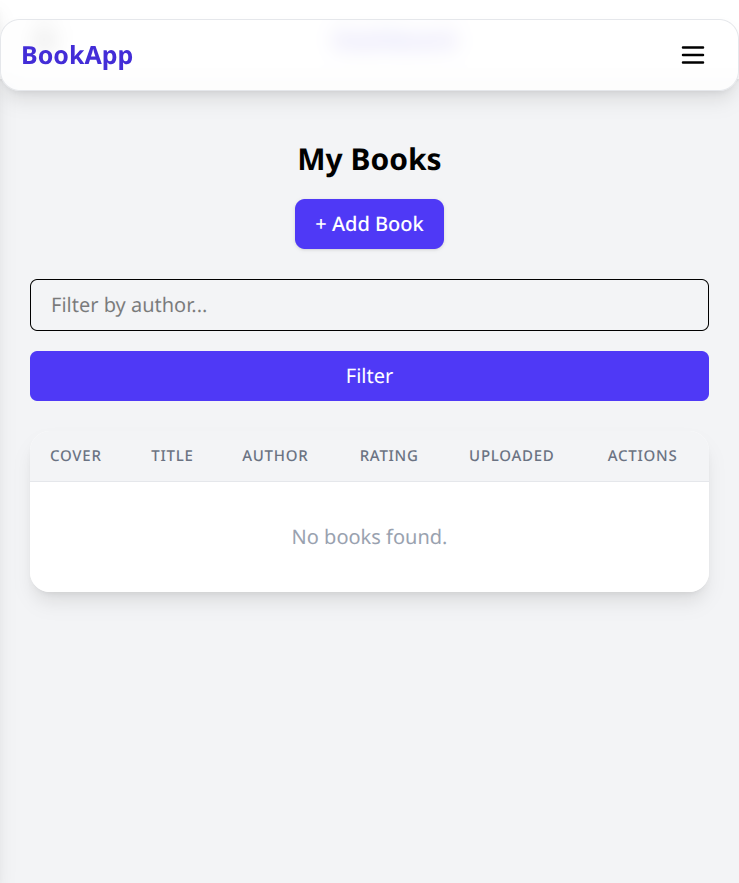 BookApp
My Books
+ Add Book
Filter by author...
Filter
COVER TITLE AUTHOR RATING UPLOADED ACTIONS
No books found.